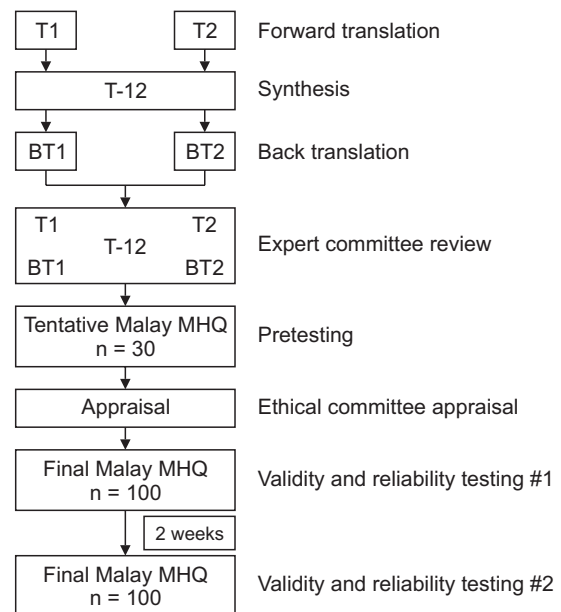 T1 T2 Forward translation
T-12 Synthesis
BT1 BT2 Back translation
T1 T2
T-12 Expert committee review
BT1 BT2
Tentative Malay MHQ
n = 30
Pretesting
Appraisal Ethical committee appraisal
Final Malay MHQ
n = 100
Validity and reliability testing #1
2 weeks
Final Malay MHQ
n = 100
Validity and reliability testing #2